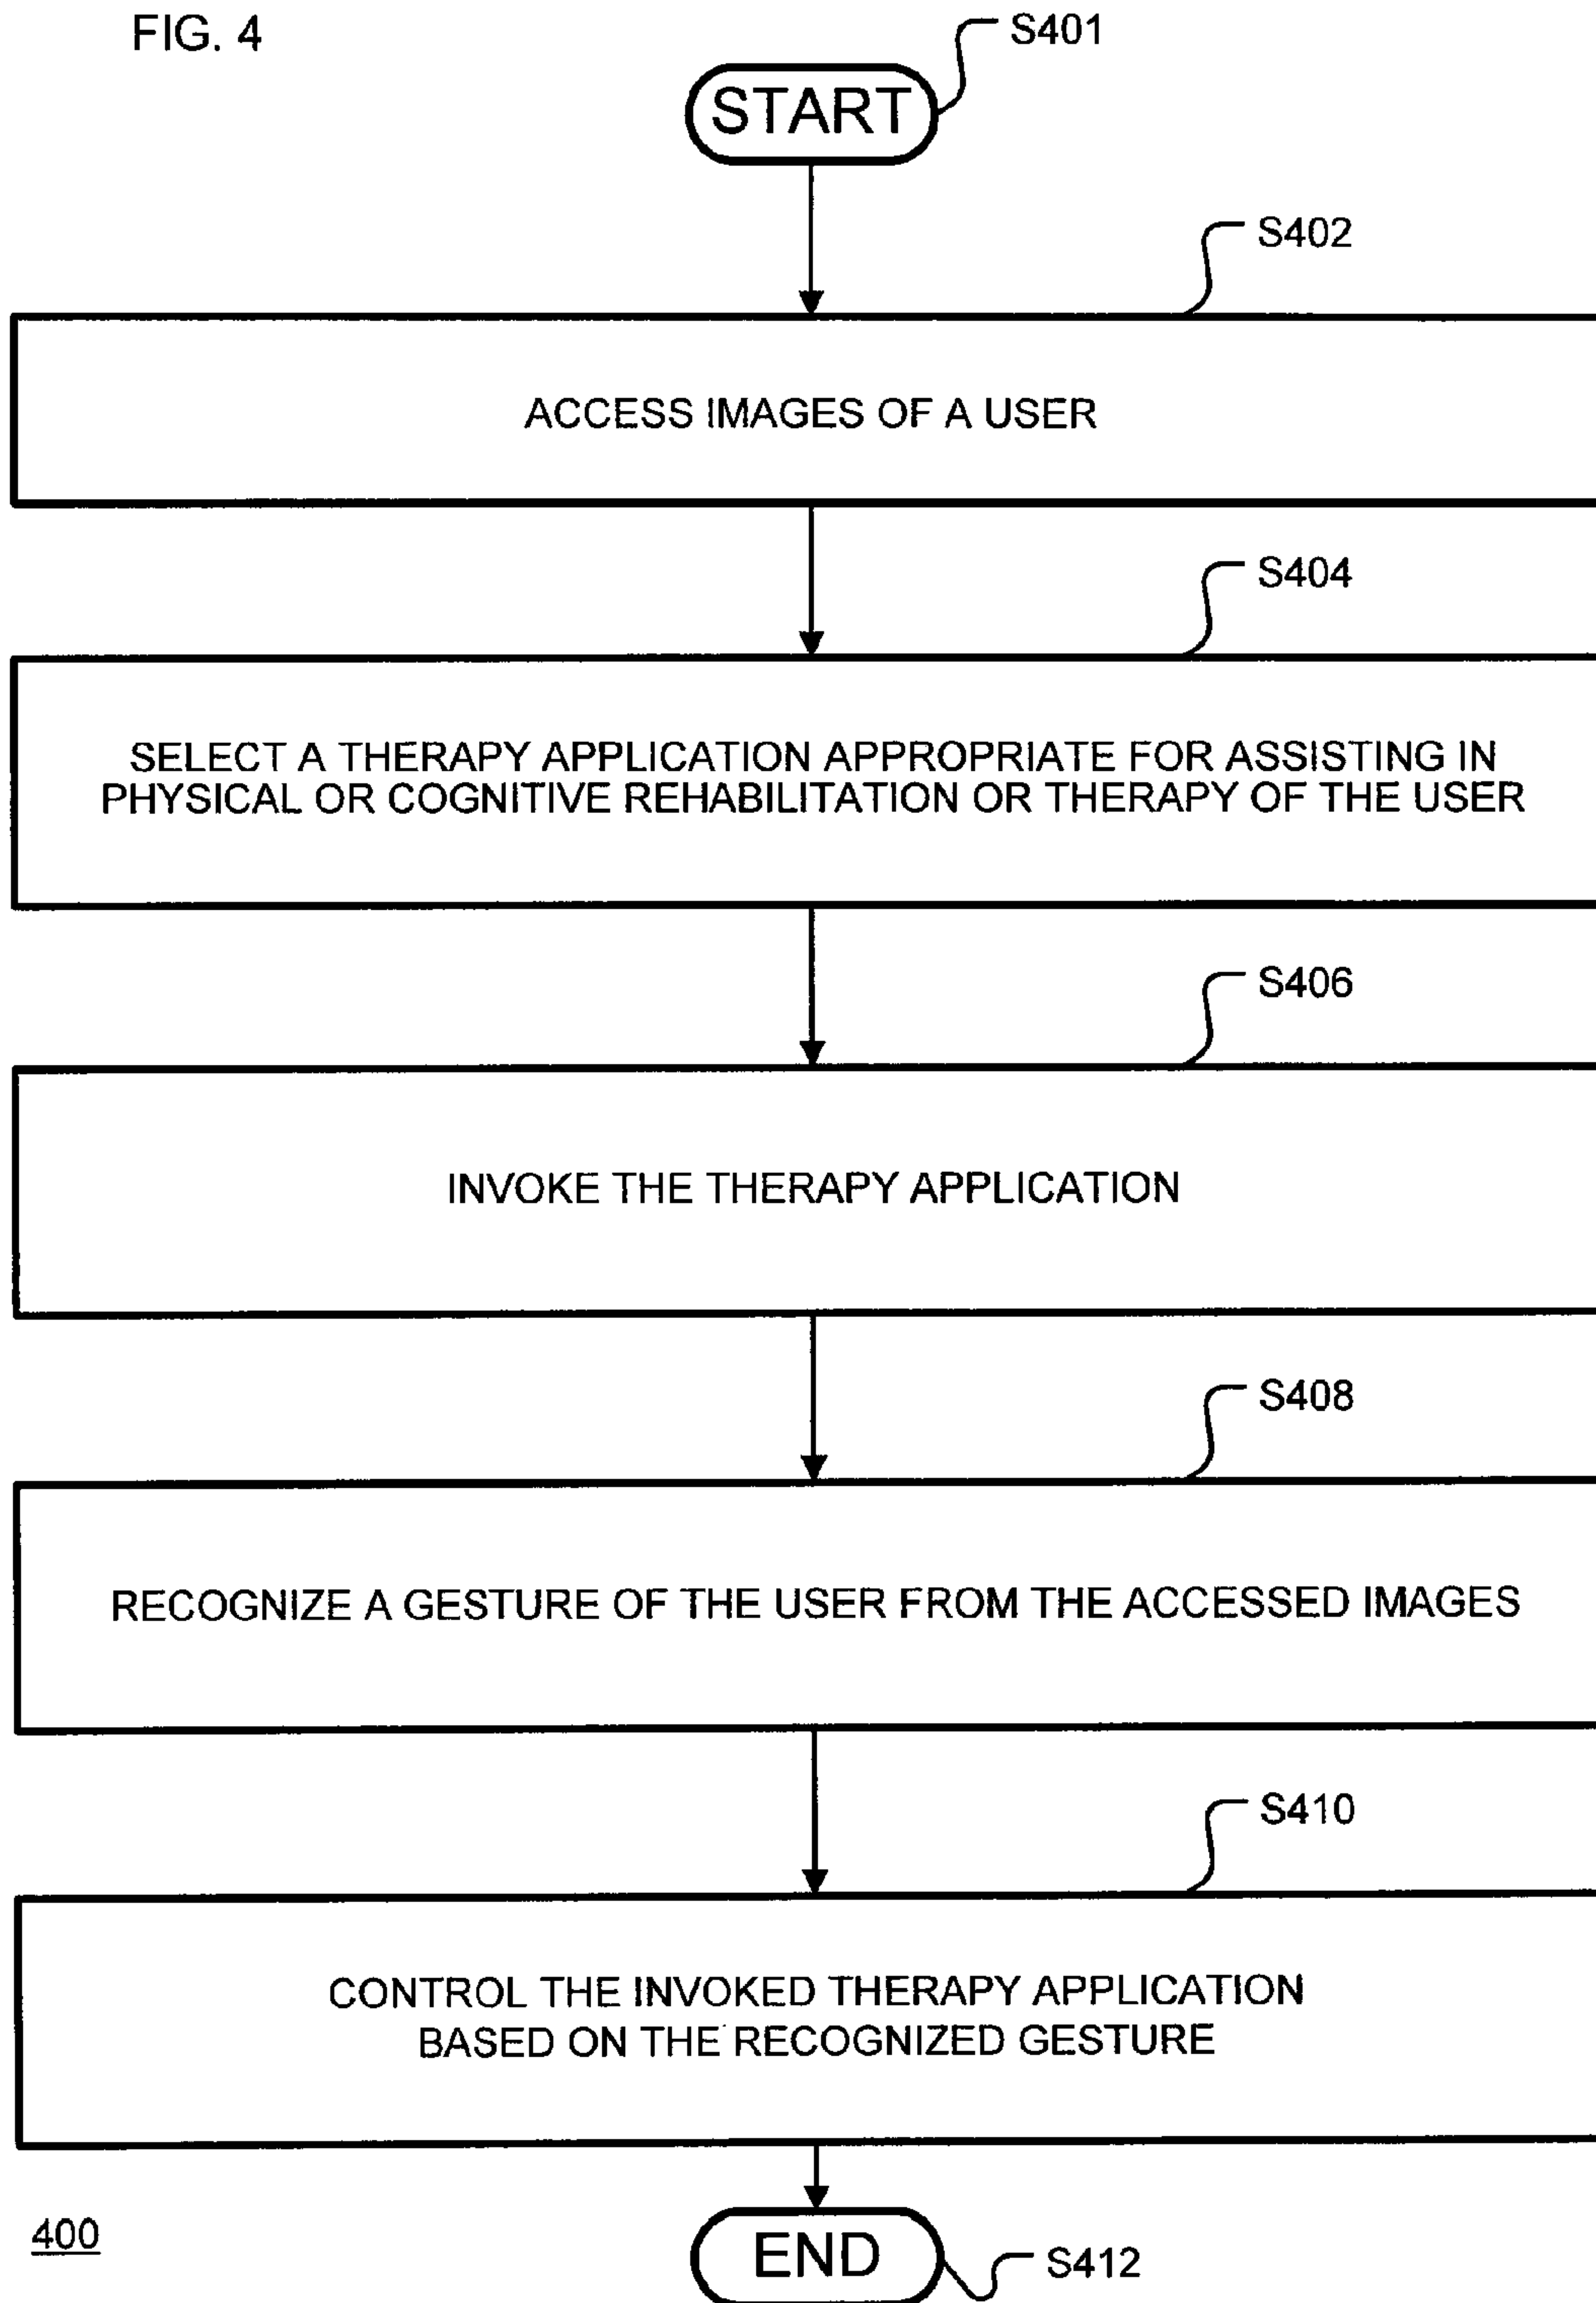 FIG. 4
S401
START
S402
ACCESS IMAGES OF A USER
S404
SELECT A THERAPY APPLICATION APPROPRIATE FOR ASSISTING IN
PHYSICAL OR COGNITIVE REHABILITATION OR THERAPY OF THE USER
S406
INVOKE THE THERAPY APPLICATION
S408
RECOGNIZE A GESTURE OF THE USER FROM THE ACCESSED IMAGES
S410
CONTROL THE INVOKED THERAPY APPLICATION
BASED ON THE RECOGNIZED GESTURE
400
END
S412